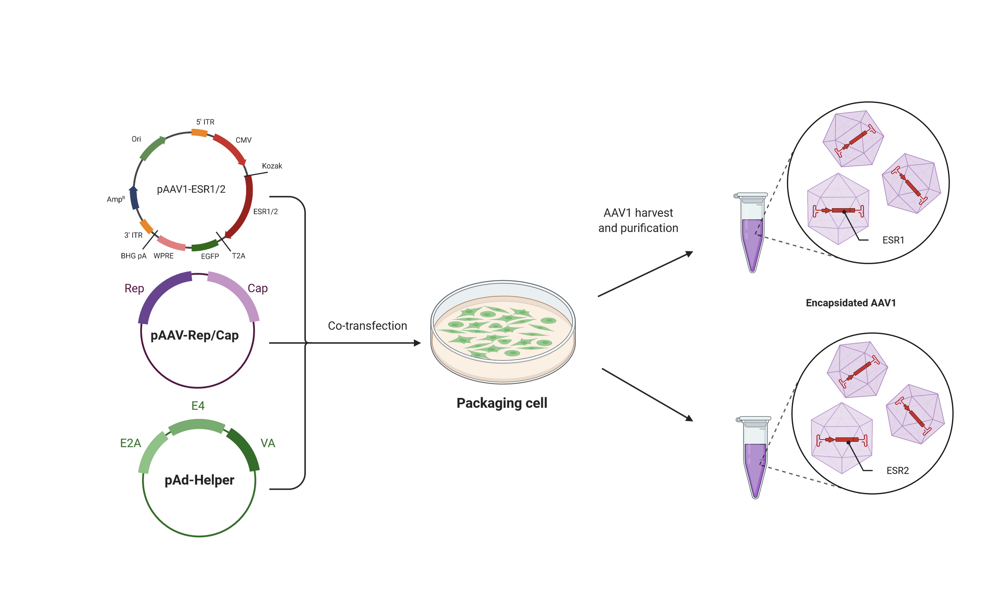 5' ITR
Ori
CMV
Kozak
pAAV1-ESR1/2
AmpR
ESR1/2
3' ITR
BHG pA
WPRE
EGFP
T2A
Rep
Cap
pAAV-Rep/Cap
E4
E2A
VA
pAd-Helper
Co-transfection
Packaging cell
AAV1 harvest
and purification
ESR1
Encapsidated AAV1
ESR2